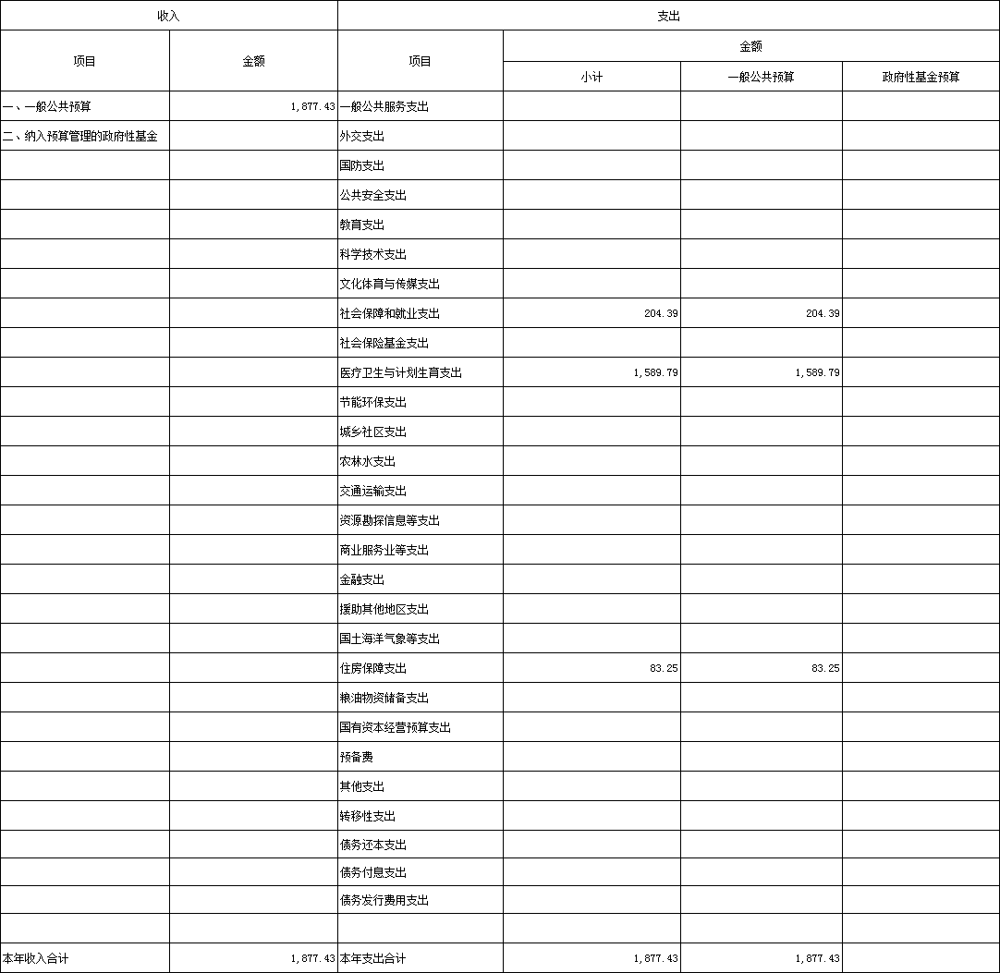 收入 支出
项目 金额 项目 金额
小计 一般公共预算 政府性基金预算
一、一般公共预算 1,877.43 一般公共服务支出
二、纳入预算管理的政府性基金 外交支出
国防支出
公共安全支出
教育支出
科学技术支出
文化体育与传媒支出
社会保障和就业支出 204.39 204.39
社会保险基金支出
医疗卫生与计划生育支出 1,589.79 1,589.79
节能环保支出
城乡社区支出
农林水支出
交通运输支出
资源勘探信息等支出
商业服务业等支出
金融支出
援助其他地区支出
国土海洋气象等支出
住房保障支出 83.25 83.25
粮油物资储备支出
国有资本经营预算支出
预备费
其他支出
转移性支出
债务还本支出
债务付息支出
债务发行费用支出
本年收入合计 1,877.43 本年支出合计 1,877.43 1,877.43